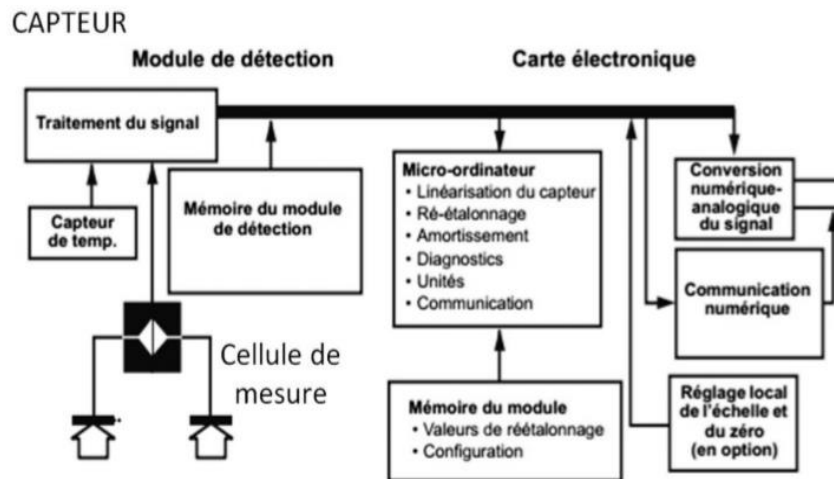 CAPTEUR
Module de détection
Carte électronique
Traitement du signal
Capteur
de temp.
Mémoire du module
de détection
Cellule de
mesure
Micro-ordinateur
• Linéarisation du capteur
• Ré-étalonnage
• Amortissement
• Diagnostics
• Unités
• Communication
Mémoire du module
• Valeurs de réétalonnage
• Configuration
Conversion
numérique-
analogique
du signal
Communication
numérique
Réglage local
de l'échelle et
du zéro
(en option)